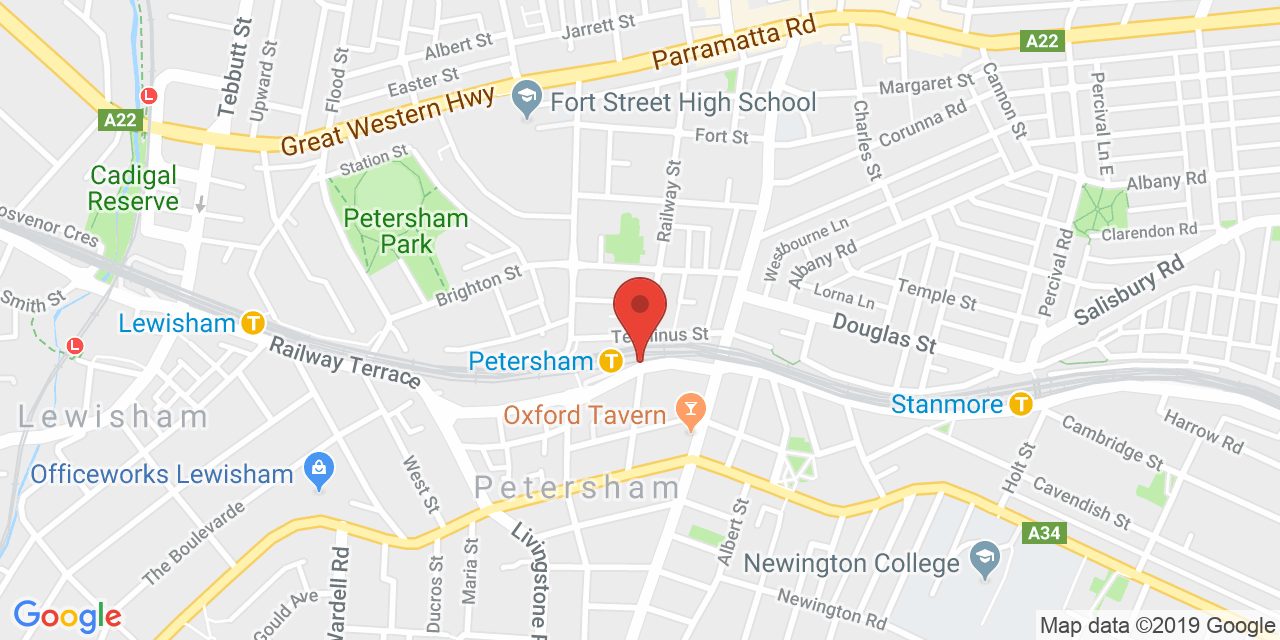 Jarrett St
Albert St
Parramatta Rd
A22
Tebbutt St
Upward St
Flood St
Easter St
Great Western Hwy
Fort Street High School
Margaret St
Cannon St
Percival Ln E
L
A22
Fort St
Charles St
Corunna Rd
Station St
Cadigal
Reserve
Railway St
Albany Rd
Petersham
Park
osvenor Cres
Westbourne Ln
Albany Rd
Clarendon Rd
Percival Rd
Salisbury Rd
Brighton St
Temple St
Lorna Ln
Smith St
Lewisham
T
Terminus St
Douglas St
L
Railway Terrace
Petersham
T
Lewisham
Oxford Tavern
Stanmore
T
Harrow Rd
Cambridge St
Officeworks Lewisham
West St
Petersham
Holt St
Cavendish St
The Boulevarde
Albert St
A34
Livingstone
Wardell Rd
Ducros St
Maria St
Newington College
Gould Ave
Newington Rd
Google
Map data ©2019 Google